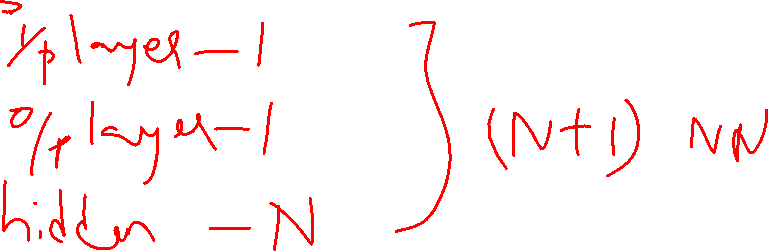 I/p layer - 1
O/p layer - 1
hidden - N
(N+1) NN